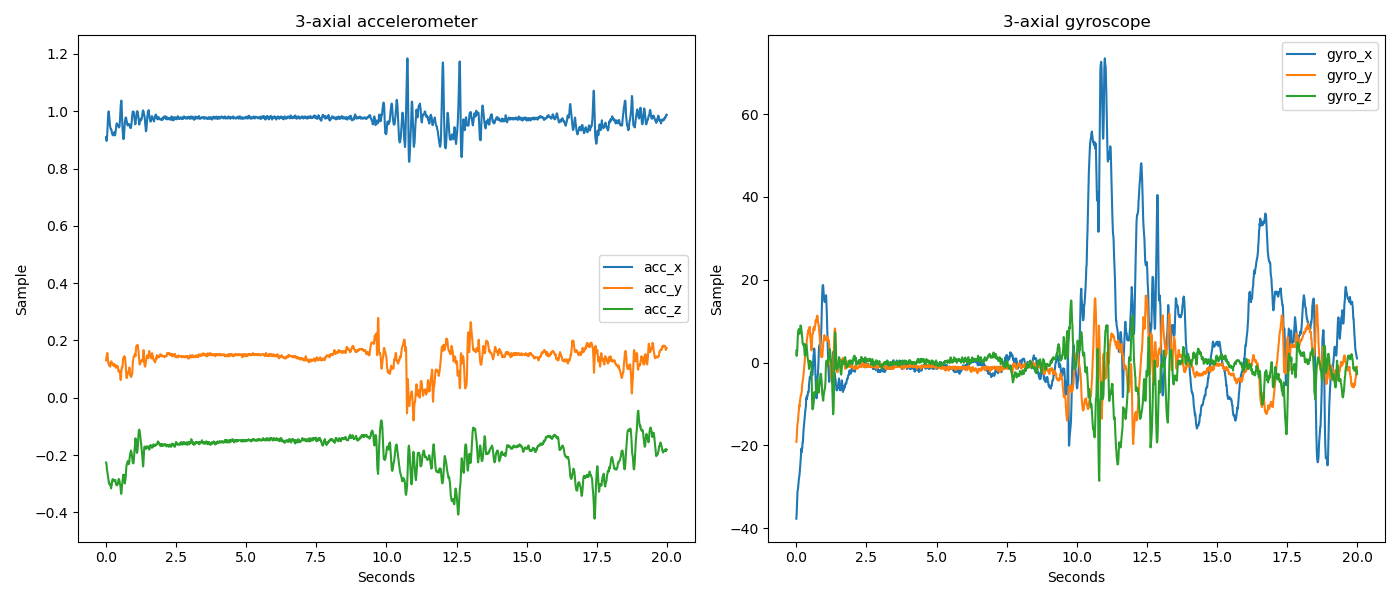 3-axial accelerometer
1.2
1.0
0.8
0.6
0.4
0.2
0.0
−0.2
−0.4
Sample
acc_x
acc_y
acc_z
0.0 2.5 5.0 7.5 10.0 12.5 15.0 17.5 20.0
Seconds
3-axial gyroscope
60
40
20
0
−20
−40
Sample
gyro_x
gyro_y
gyro_z
0.0 2.5 5.0 7.5 10.0 12.5 15.0 17.5 20.0
Seconds